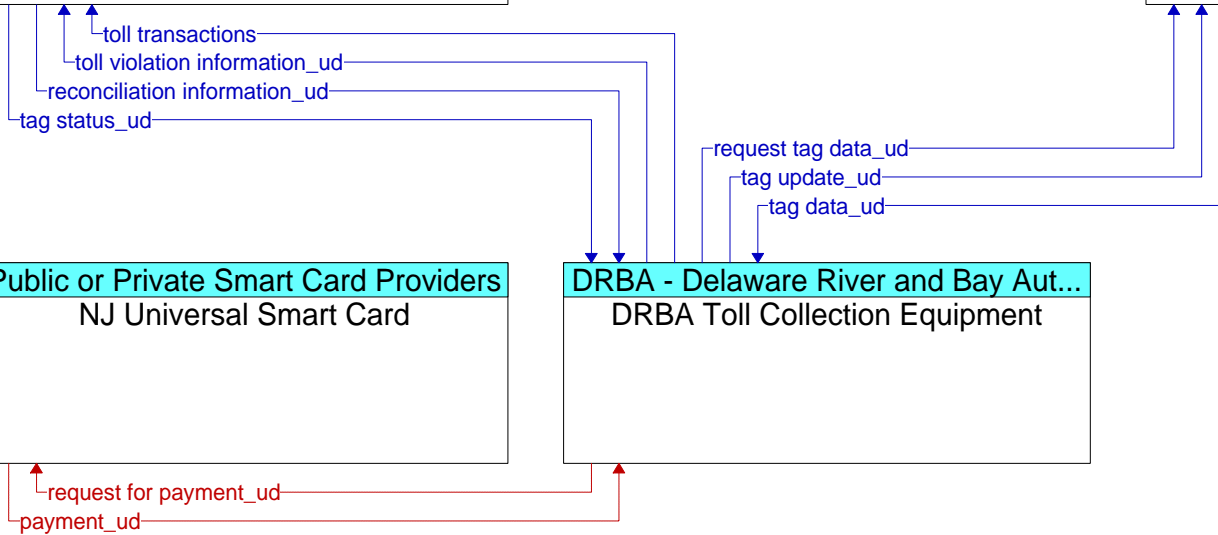 toll transactions
toll violation information_ud
reconciliation information_ud
tag status_ud
request tag data_ud
tag update_ud
tag data_ud
Public or Private Smart Card Providers
NJ Universal Smart Card
DRBA - Delaware River and Bay Aut...
DRBA Toll Collection Equipment
request for payment_ud
payment_ud